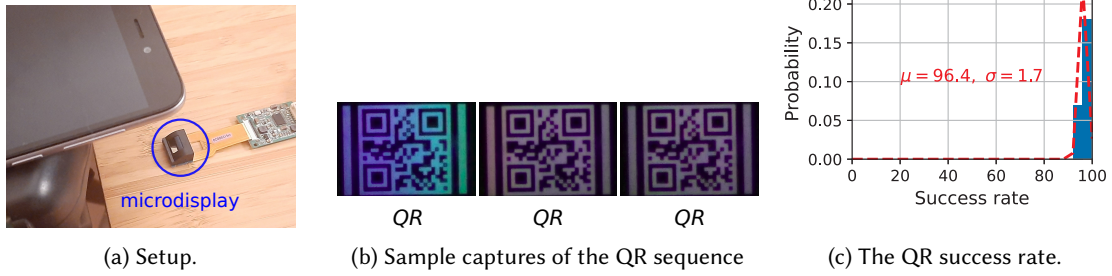 microdisplay
(a) Setup.
QR QR QR
(b) Sample captures of the QR sequence
0.20
0.15
0.10
0.05
0.00
Probability
μ = 96.4, σ = 1.7
0 20 40 60 80 100
Success rate
(c) The QR success rate.